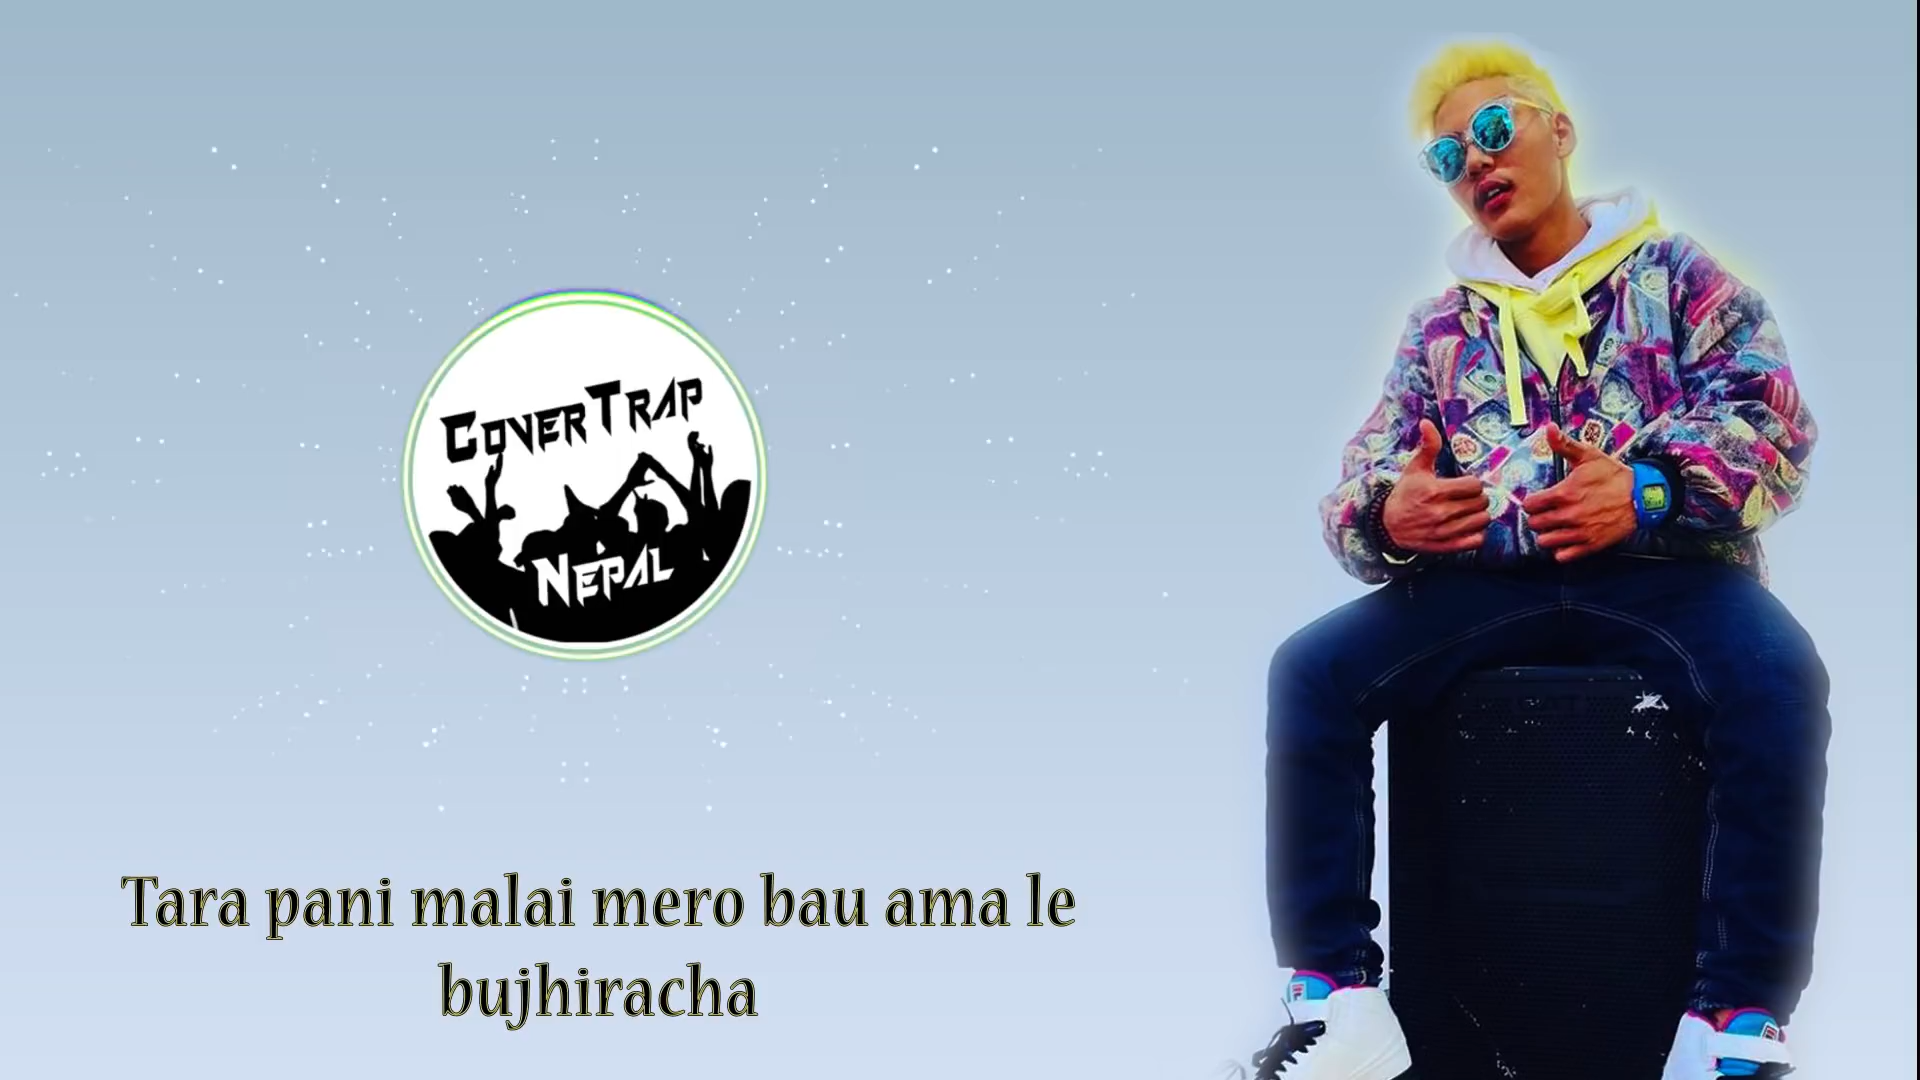 CoverTrap
Nepal
Tara pani malai mero bau ama le
bujhiracha